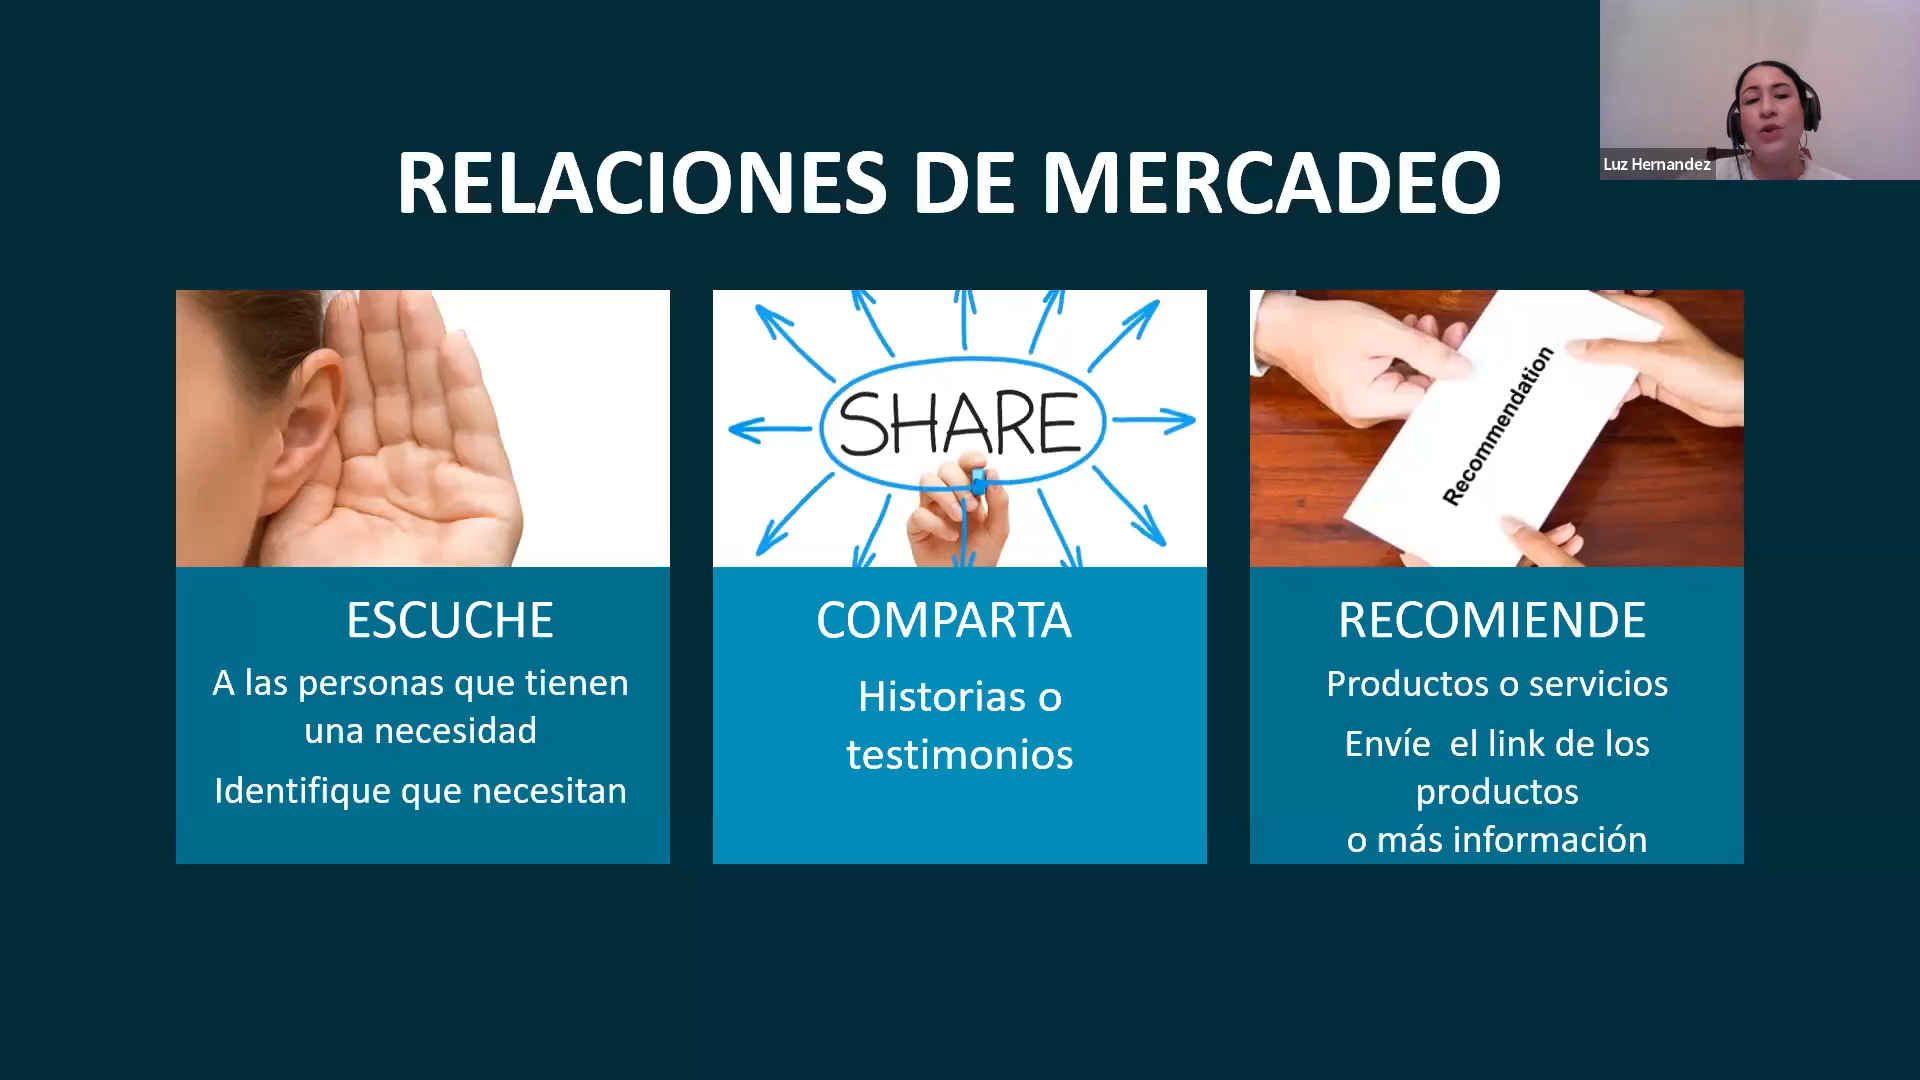 Luz Hernandez
RELACIONES DE MERCADEO
SHARE
Recommendation
ESCUCHE
A las personas que tienen
una necesidad
Identifique que necesitan
COMPARTA
Historias o
testimonios
RECOMIENDE
Productos o servicios
Envíe  el link de los
productos
o más información